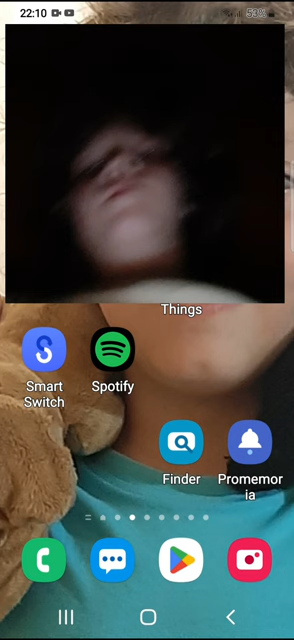 22:10
53%
Things
Smart
Switch
Spotify
Finder
Promemor
ia